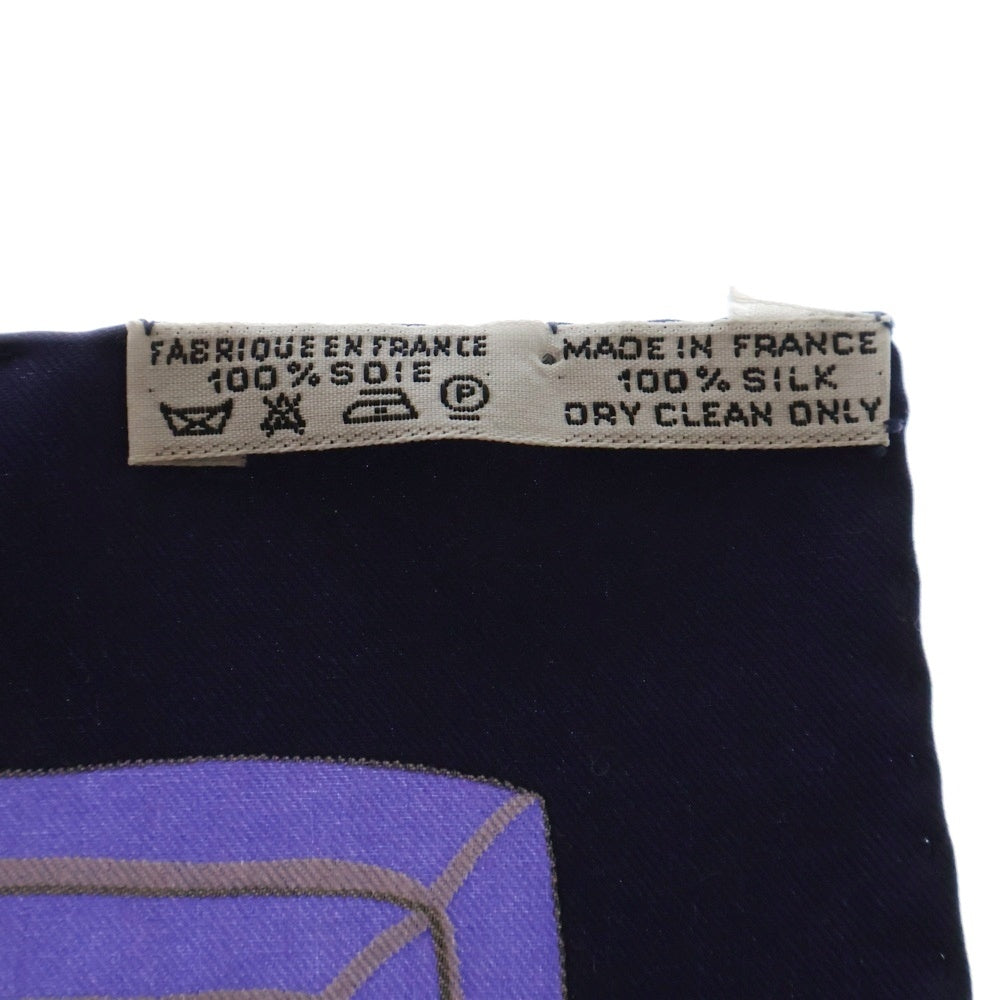 FABRIQUE EN FRANCE
100% SOIE
P
MADE IN FRANCE
100% SILK
DRY CLEAN ONLY